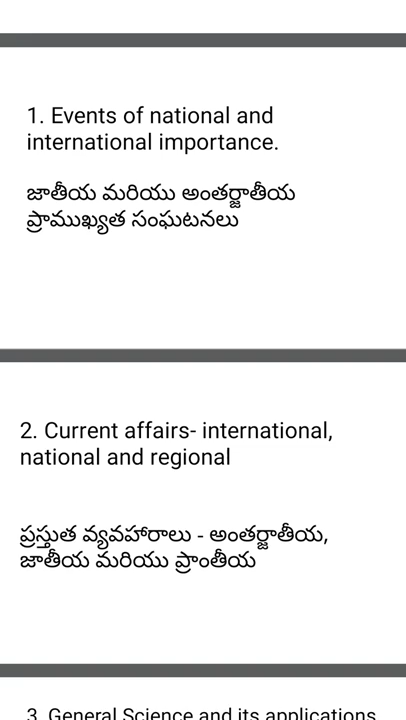 1. Events of national and
international importance.
జాతీయ మరియు అంతర్జాతీయ
ప్రాముఖ్యత సంఘటనలు
2. Current affairs- international,
national and regional
ప్రస్తుత వ్యవహారాలు - అంతర్జాతీయ,
జాతీయ మరియు ప్రాంతీయ
3. General Science and its applications